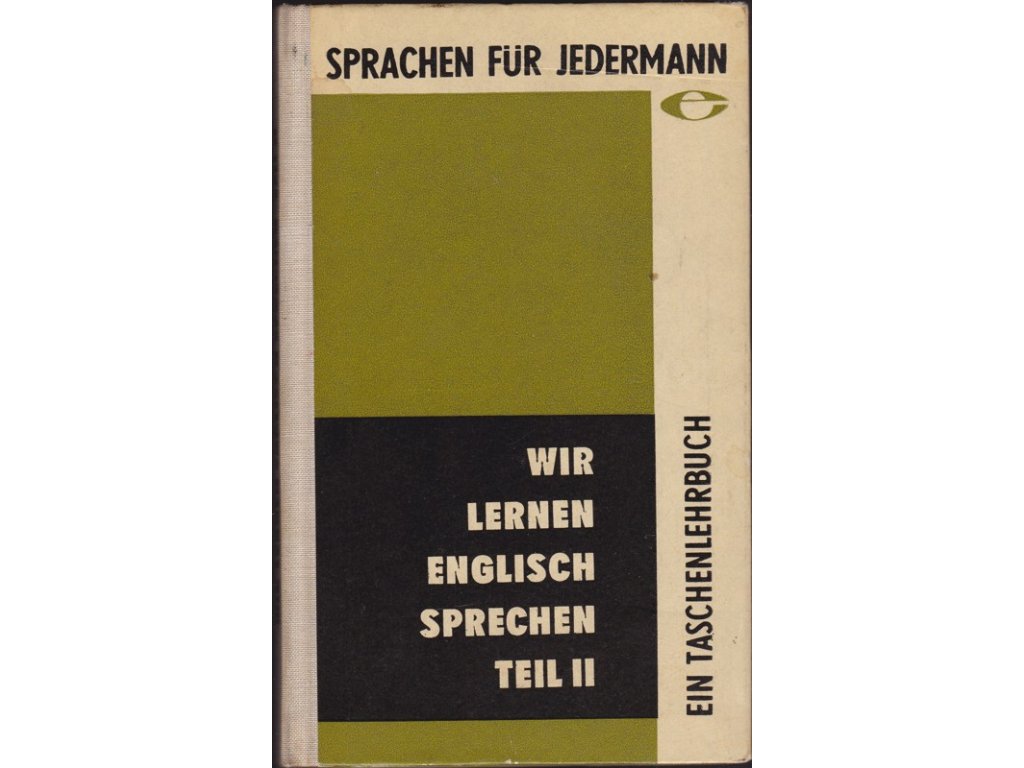 SPRACHEN FÜR JEDERMANN
WIR
LERNEN
ENGLISCH
SPRECHEN
TEIL II
EIN TASCHENLEHRBUCH